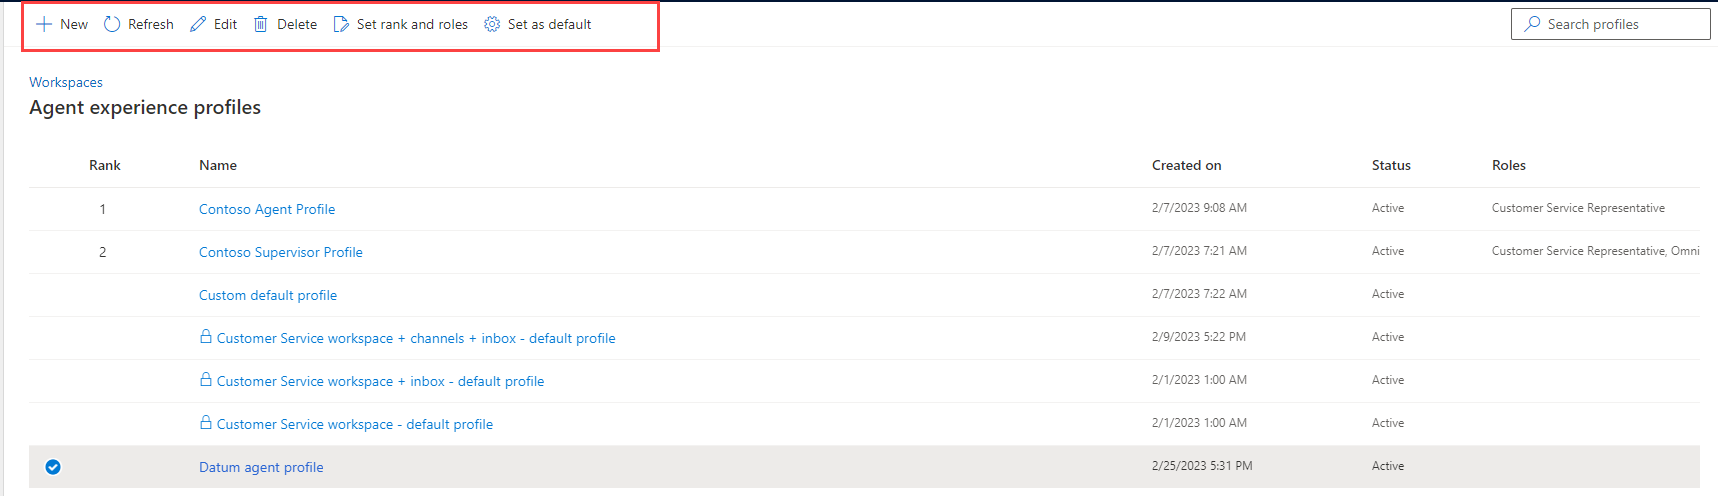 New Refresh Edit Delete Set rank and roles Set as default Search profiles
Workspaces
Agent experience profiles
Rank Name Created on Status Roles
1 Contoso Agent Profile 2/7/2023 9:08 AM Active Customer Service Representative
2 Contoso Supervisor Profile 2/7/2023 7:21 AM Active Customer Service Representative, Omni
Custom default profile 2/7/2023 7:22 AM Active
Customer Service workspace + channels + inbox - default profile 2/9/2023 5:22 PM Active
Customer Service workspace + inbox - default profile 2/1/2023 1:00 AM Active
Customer Service workspace - default profile 2/1/2023 1:00 AM Active
Datum agent profile 2/25/2023 5:31 PM Active